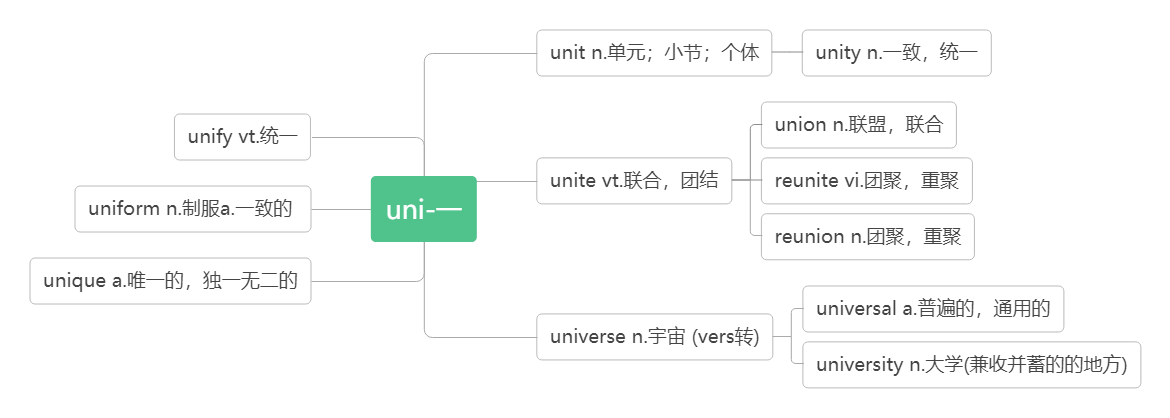 uni-一
unit n.单元；小节；个体
unity n.一致，统一
unite vt.联合，团结
union n.联盟，联合
reunite vi.团聚，重聚
reunion n.团聚，重聚
universe n.宇宙 (vers转)
universal a.普遍的，通用的
university n.大学(兼收并蓄的的地方)
unify vt.统一
uniform n.制服a.一致的
unique a.唯一的，独一无二的